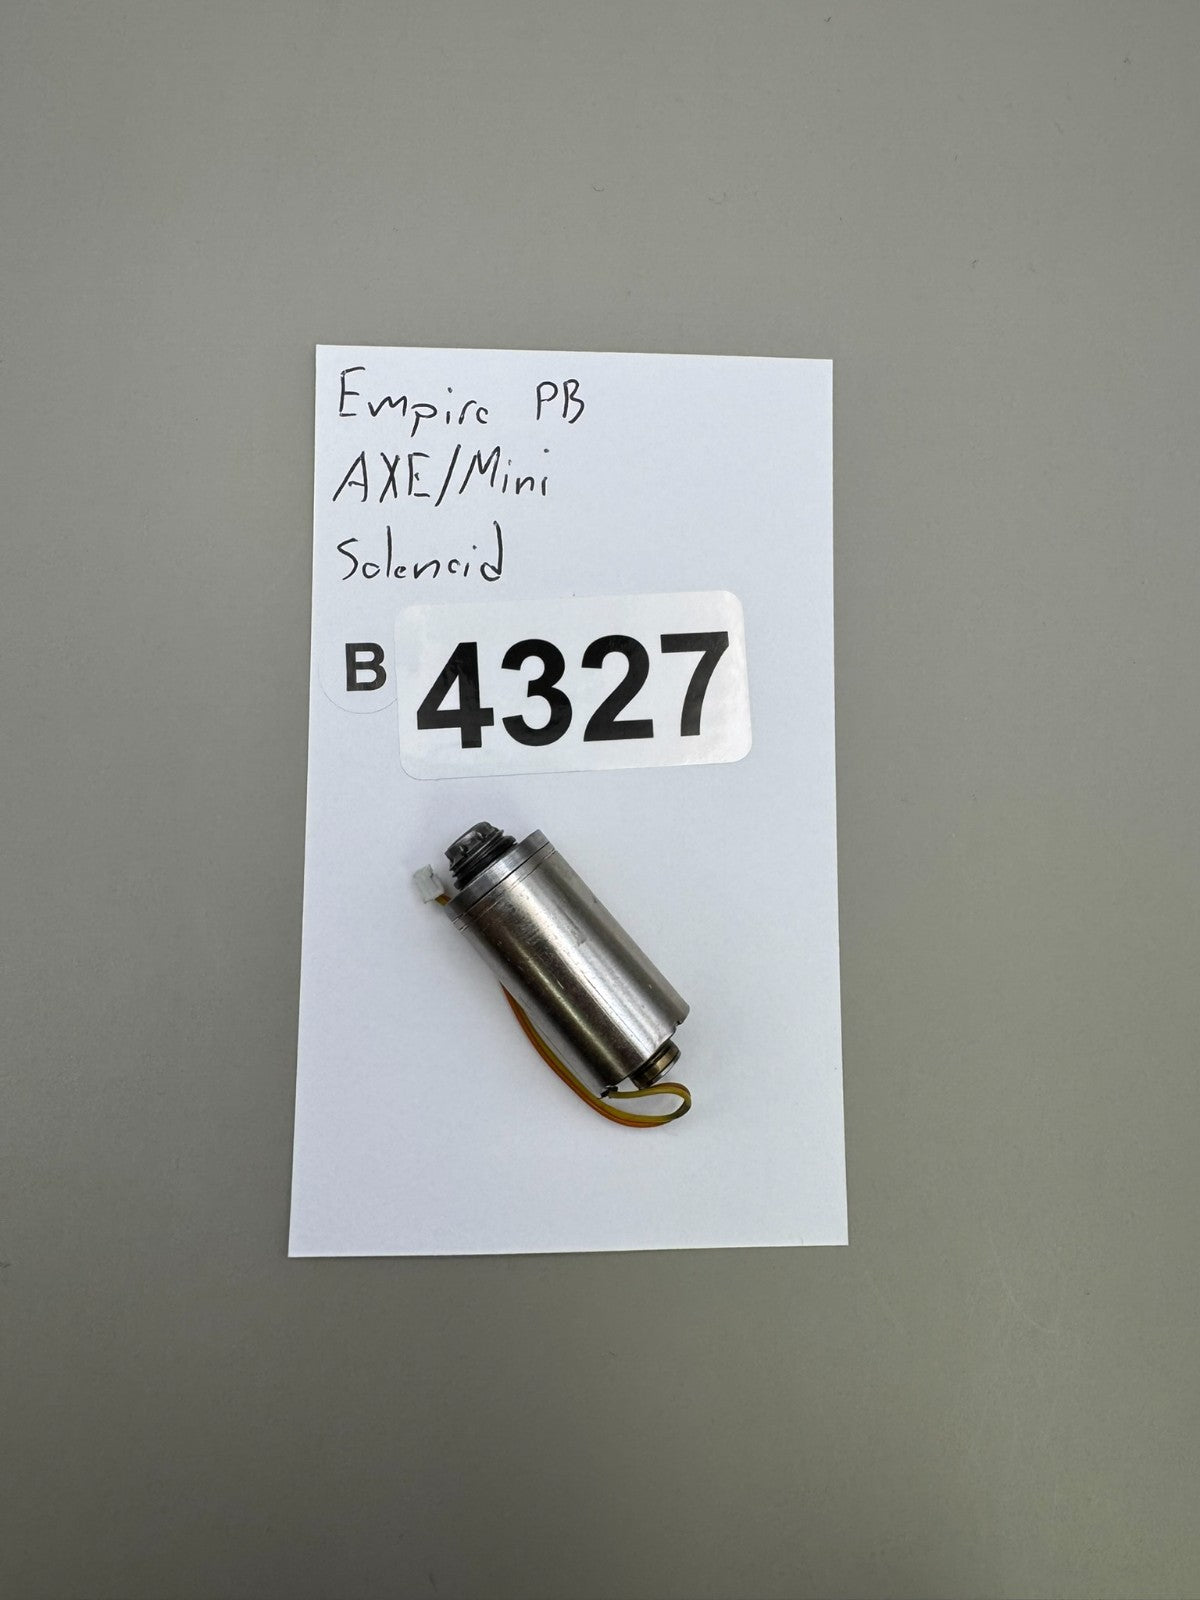 Empire PB
AXE/Mini
Solenoid
B 4327